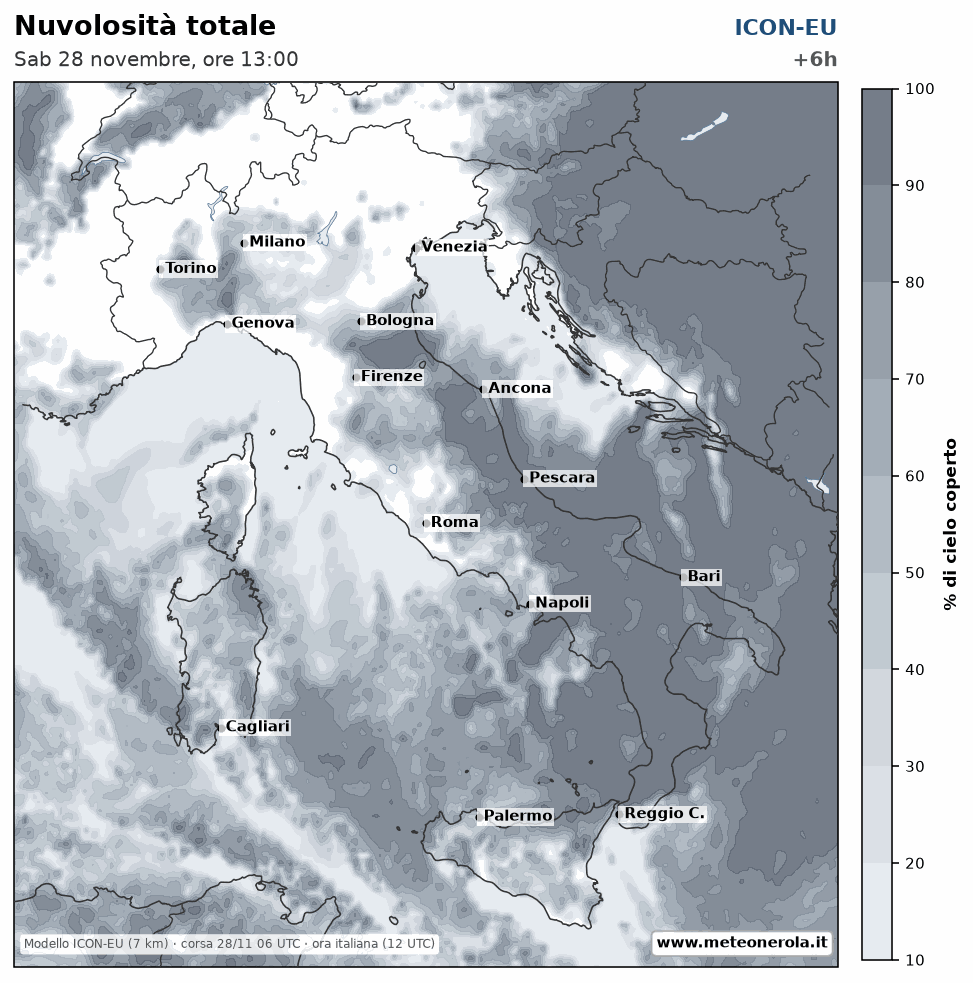 Nuvolosità totale
ICON-EU
Sab 28 novembre, ore 13:00
+6h
100
90
80
70
60
50
40
30
20
10
% di cielo coperto
Milano
Venezia
Torino
Genova
Bologna
Firenze
Ancona
Pescara
Roma
Bari
Napoli
Cagliari
Palermo
Reggio C.
Modello ICON-EU (7 km) · corsa 28/11 06 UTC · ora italiana (12 UTC)
www.meteonerola.it